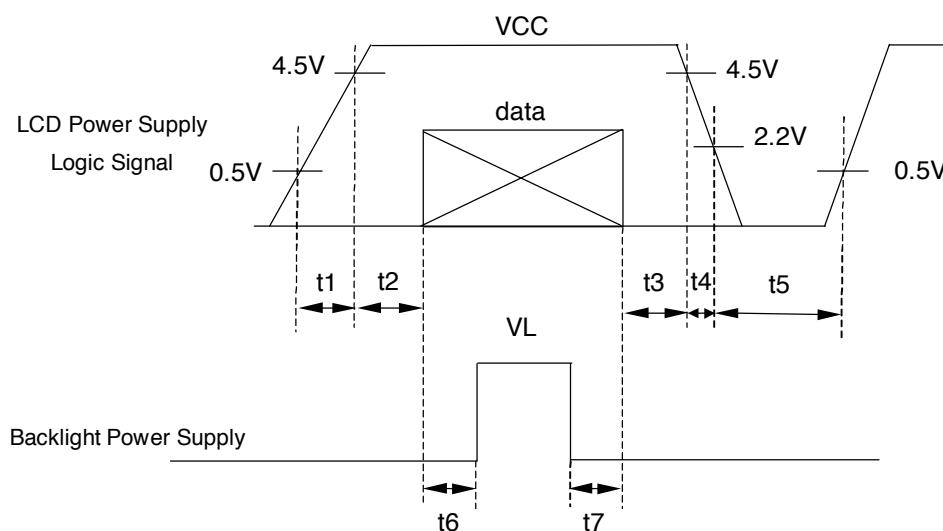 VCC
4.5V
4.5V
LCD Power Supply
Logic Signal
data
2.2V
0.5V
0.5V
t1
t2
t3
t4
t5
VL
Backlight Power Supply
t6
t7